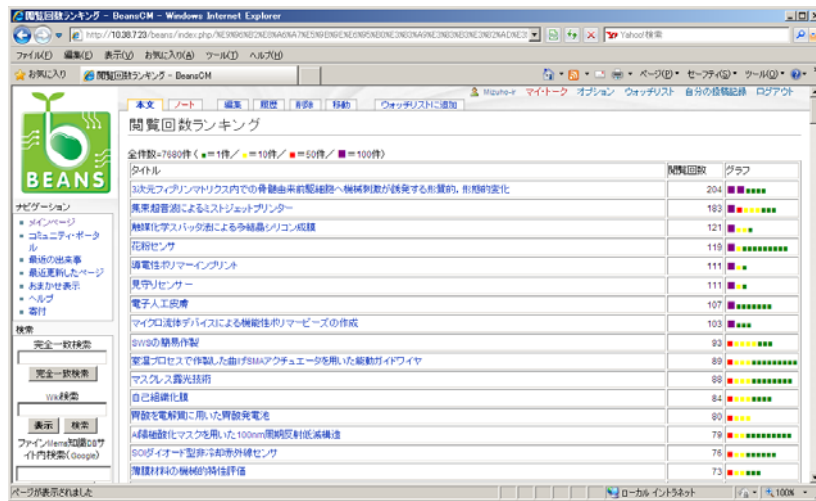 閲覧回数ランキング - BeansCM - Windows Internet Explorer
ファイル(F) 編集(E) 表示(V) お気に入り(A) ツール(T) ヘルプ(H)
Yahoo!検索
お気に入り 閲覧回数ランキング - BeansCM
ページ(P) セーフティ(S) ツール(O)
Mizuho-ir マイ・トーク オプション ウォッチリスト 自分の投稿記録 ログアウト
本文 ノート 編集 履歴 削除 移動 ウォッチリストに追加
閲覧回数ランキング
全件数=7680件( =1件/ =10件/ =50件/ =100件)
タイトル 閲覧回数 グラフ
3次元フィブリンマトリクス内での骨髄由来前駆細胞へ機械刺激が誘発する形質的, 形態的変化 204
集束超音波によるミストジェットプリンター 183
触媒化学スパッタ法による多結晶シリコン成膜 121
花粉センサ 119
導電性ポリマーインプリント 111
見守りセンサー 111
電子人工皮膚 107
マイクロ流体デバイスによる機能性ポリマービーズの作成 103
SWSの簡易作製 93
室温プロセスで作製した曲げSMAアクチュエータを用いた能動ガイドワイヤ 89
マスクレス露光技術 88
自己組織化膜 84
胃酸を電解質に用いた胃酸発電池 80
Al陽極酸化マスクを用いた100nm周期反射低減構造 79
SOIダイオード型非冷却赤外線センサ 76
薄膜材料の機械的特性評価 73
BEANS
ナビゲーション
メインページ
コミュニティ・ポータ
ル
最近の出来事
最近更新したページ
おまかせ表示
ヘルプ
寄付
検索
完全一致検索
完全一致検索
Wiki検索
表示 検索
ファインMems知識DBサ
イト内検索(Google)
ページが表示されました ローカル イントラネット 100%